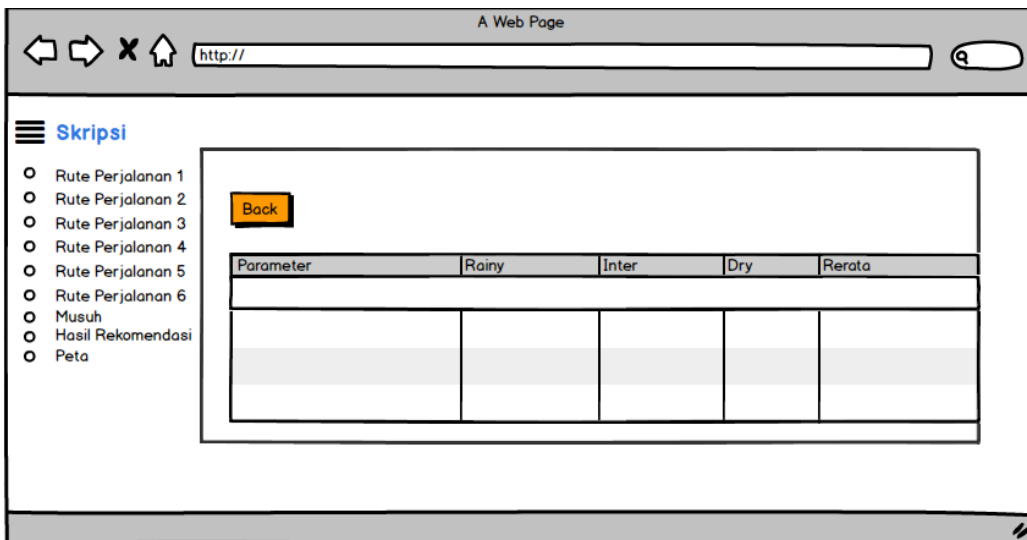 A Web Page
http://
Skripsi
Rute Perjalanan 1
Rute Perjalanan 2
Rute Perjalanan 3
Rute Perjalanan 4
Rute Perjalanan 5
Rute Perjalanan 6
Musuh
Hasil Rekomendasi
Peta
Back
Parameter Rainy Inter Dry Rerata